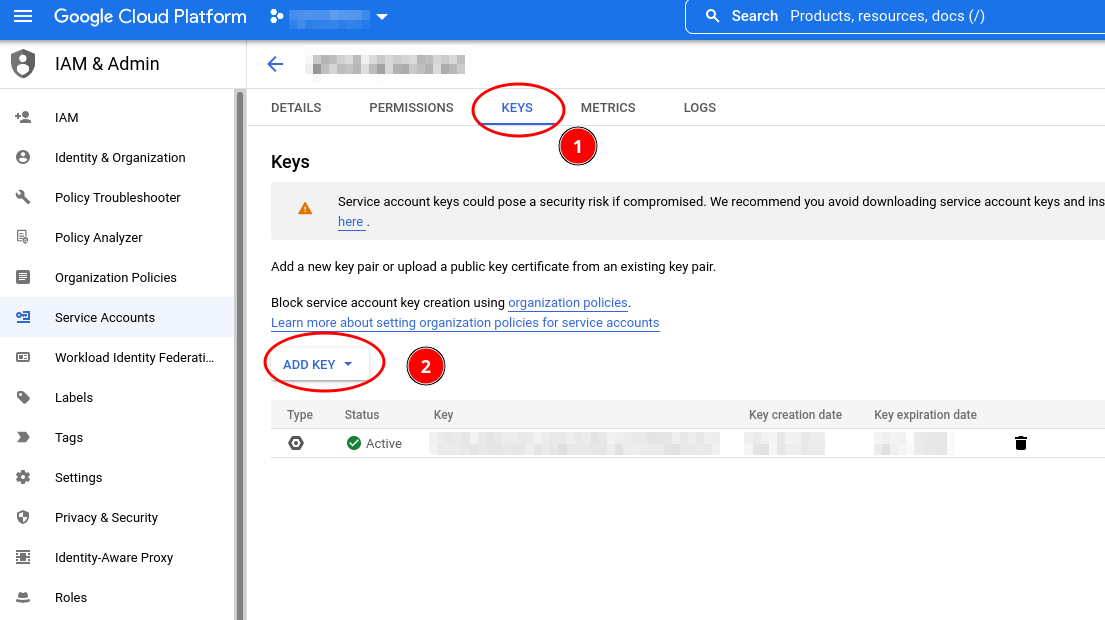 Google Cloud Platform
Search Products, resources, docs (/)
IAM & Admin
IAM
Identity & Organization
Policy Troubleshooter
Policy Analyzer
Organization Policies
Service Accounts
Workload Identity Federati...
Labels
Tags
Settings
Privacy & Security
Identity-Aware Proxy
Roles
DETAILS PERMISSIONS KEYS METRICS LOGS
1
Keys
Service account keys could pose a security risk if compromised. We recommend you avoid downloading service account keys and ins
here .
Add a new key pair or upload a public key certificate from an existing key pair.
Block service account key creation using organization policies.
Learn more about setting organization policies for service accounts
ADD KEY
2
Type Status Key Key creation date Key expiration date
Active